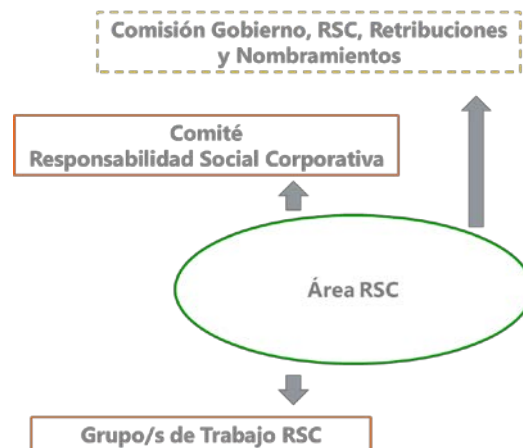 Comisión Gobierno, RSC, Retribuciones
y Nombramientos
Comité
Responsabilidad Social Corporativa
Área RSC
Grupo/s de Trabajo RSC